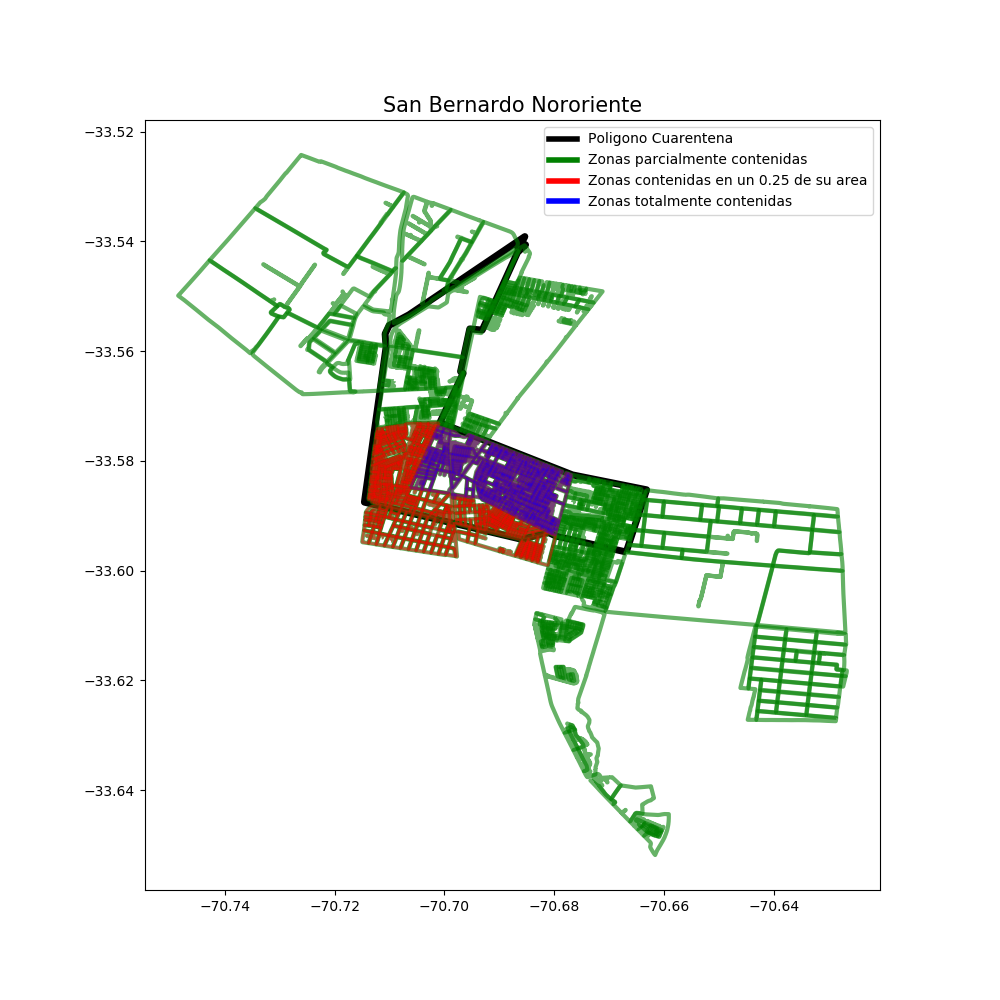 San Bernardo Nororiente
Poligono Cuarentena
Zonas parcialmente contenidas
Zonas contenidas en un 0.25 de su area
Zonas totalmente contenidas
−33.52
−33.54
−33.56
−33.58
−33.60
−33.62
−33.64
−70.74
−70.72
−70.70
−70.68
−70.66
−70.64